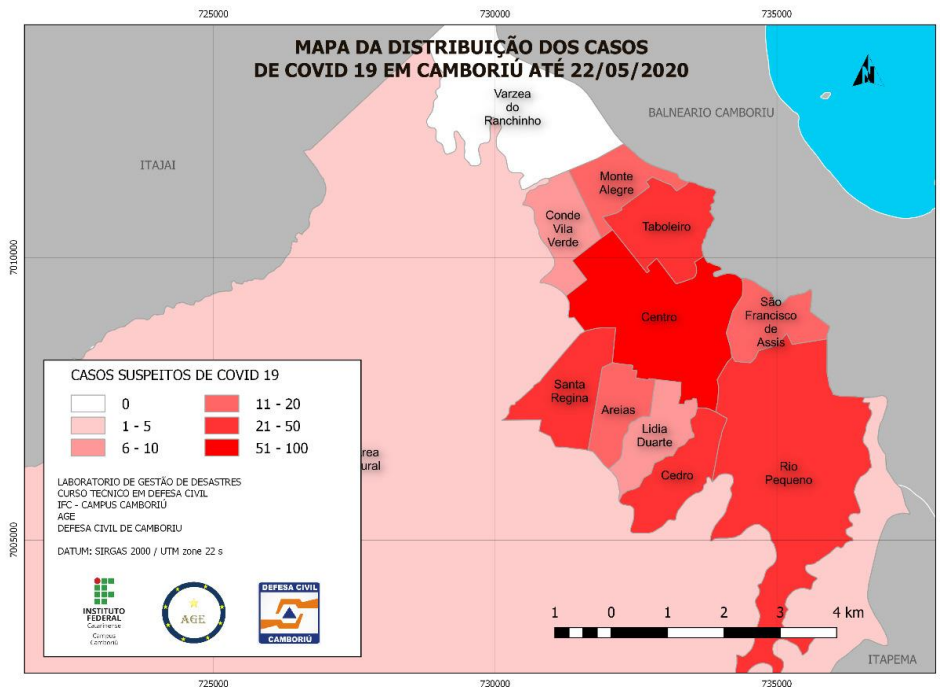 725000
730000
735000
MAPA DA DISTRIBUIÇÃO DOS CASOS
DE COVID 19 EM CAMBORIÚ ATÉ 22/05/2020
Varzea
do
Ranchinho
BALNEARIO CAMBORIU
N
ITAJAI
Monte
Alegre
Conde
Vila
Verde
Taboleiro
7010000
7010000
Centro
São
Francisco
de
Assis
Santa
Regina
Areias
Lidia
Duarte
Cedro
Rio
Pequeno
rea
ural
CASOS SUSPEITOS DE COVID 19
0
1 - 5
6 - 10
11 - 20
21 - 50
51 - 100
LABORATORIO DE GESTÃO DE DESASTRES
CURSO TECNICO EM DEFESA CIVIL
IFC - CAMPUS CAMBORIÚ
AGE
DEFESA CIVIL DE CAMBORIU
DATUM: SIRGAS 2000 / UTM zone 22 s
7005000
7005000
INSTITUTO
FEDERAL
Catarinense
Campus
Camboriú
AGE
DEFESA CIVIL
CAMBORIÚ
1 0 1 2 3 4 km
ITAPEMA
725000
730000
735000